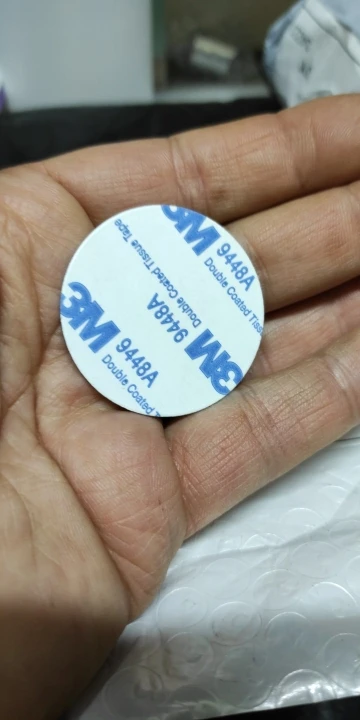 3M 9448A
Double Coated Tiss
Double Coated Tissue Tape
3M 9448A
3M 9448A
Double Coated T